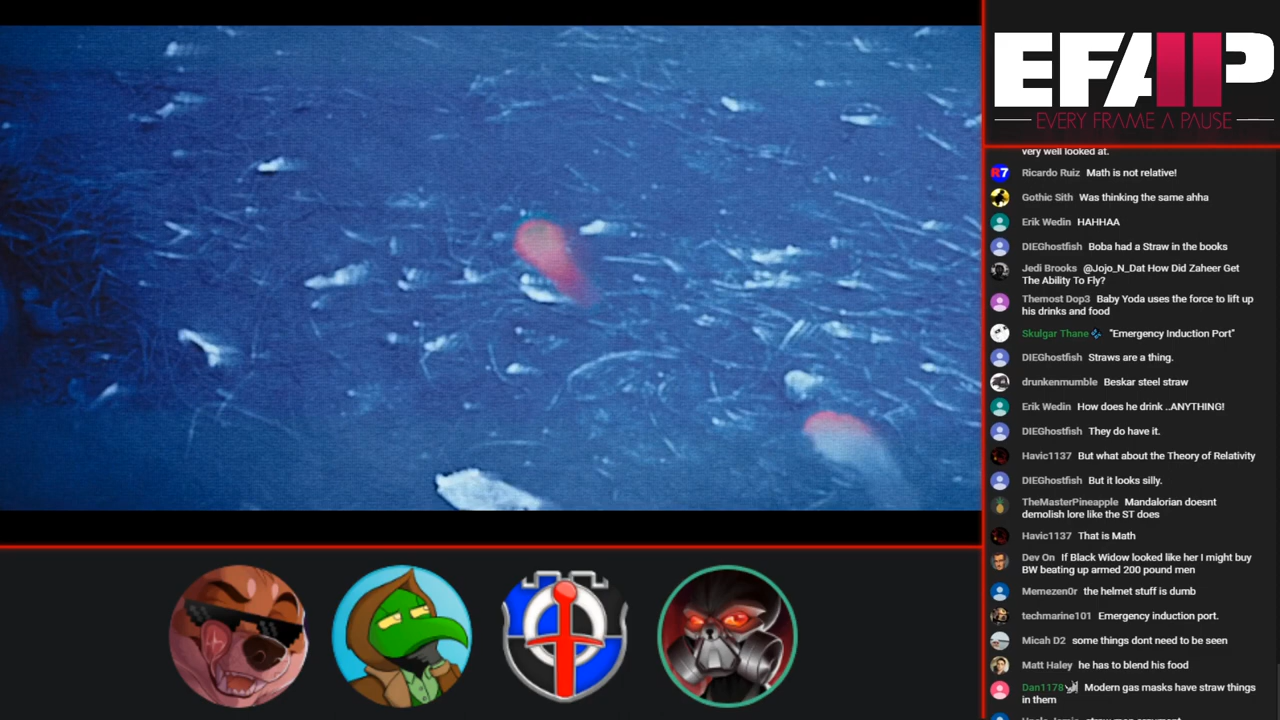 EFAP
EVERY FRAME A PAUSE
very well looked at.
R7 Ricardo Ruiz Math is not relative!
Gothic Sith Was thinking the same ahha
Erik Wedin HAHHAA
DIEGhostfish Boba had a Straw in the books
Jedi Brooks @Jojo_N_Dat How Did Zaheer Get
The Ability To Fly?
Themost Dop3 Baby Yoda uses the force to lift up
his drinks and food
Skulgar Thane "Emergency Induction Port"
DIEGhostfish Straws are a thing.
drunkenmumble Beskar steel straw
Erik Wedin How does he drink ..ANYTHING!
DIEGhostfish They do have it.
Havic1137 But what about the Theory of Relativity
DIEGhostfish But it looks silly.
TheMasterPineapple Mandalorian doesnt
demolish lore like the ST does
Havic1137 That is Math
Dev On If Black Widow looked like her I might buy
BW beating up armed 200 pound men
Memezen0r the helmet stuff is dumb
techmarine101 Emergency induction port.
Micah D2 some things dont need to be seen
Matt Haley he has to blend his food
Dan1178 Modern gas masks have straw things
in them